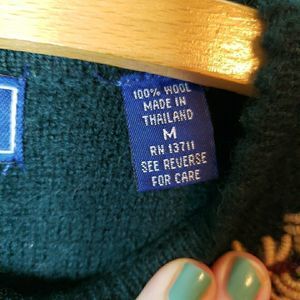 100% WOOL
MADE IN
THAILAND
M
RN 13711
SEE REVERSE
FOR CARE